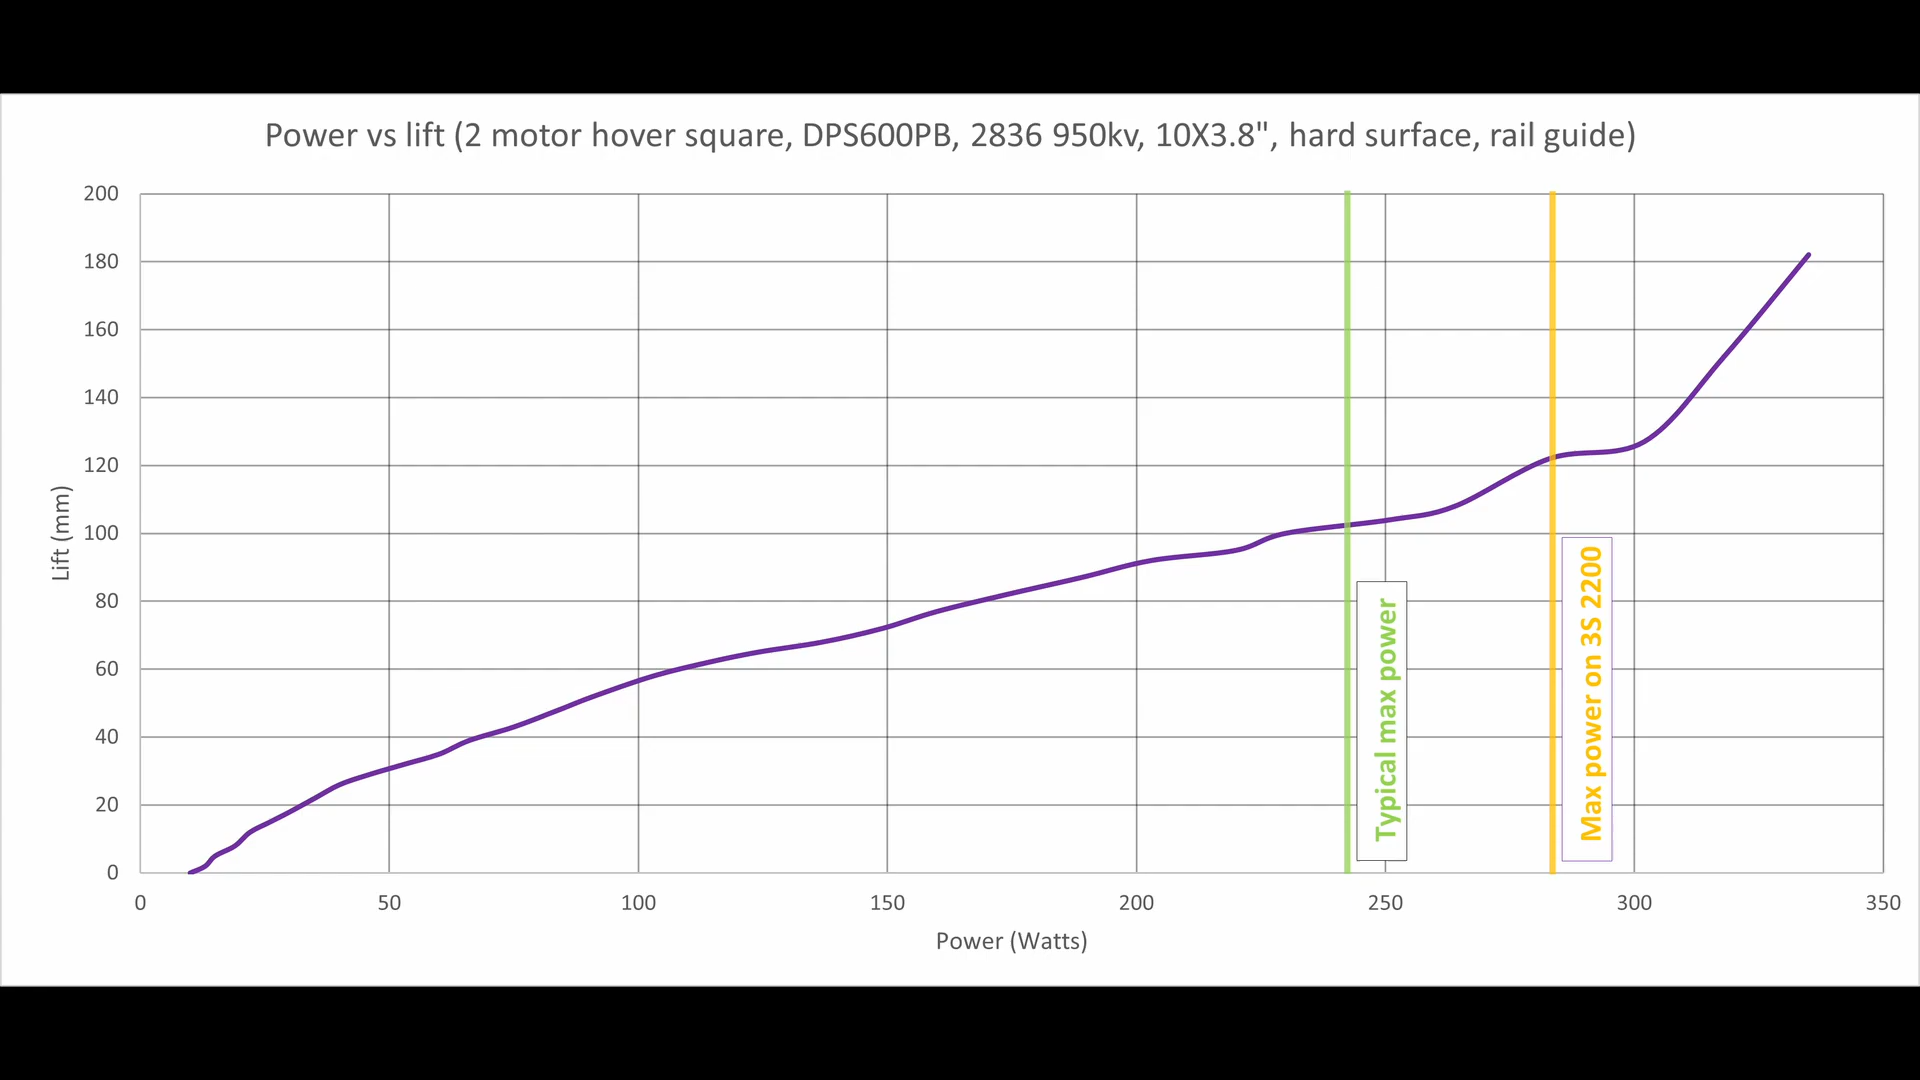 Power vs lift (2 motor hover square, DPS600PB, 2836 950kv, 10X3.8", hard surface, rail guide)
200
180
160
140
120
100
80
60
40
20
0
Lift (mm)
Typical max power
Max power on 3S 2200
0 50 100 150 200 250 300 350
Power (Watts)